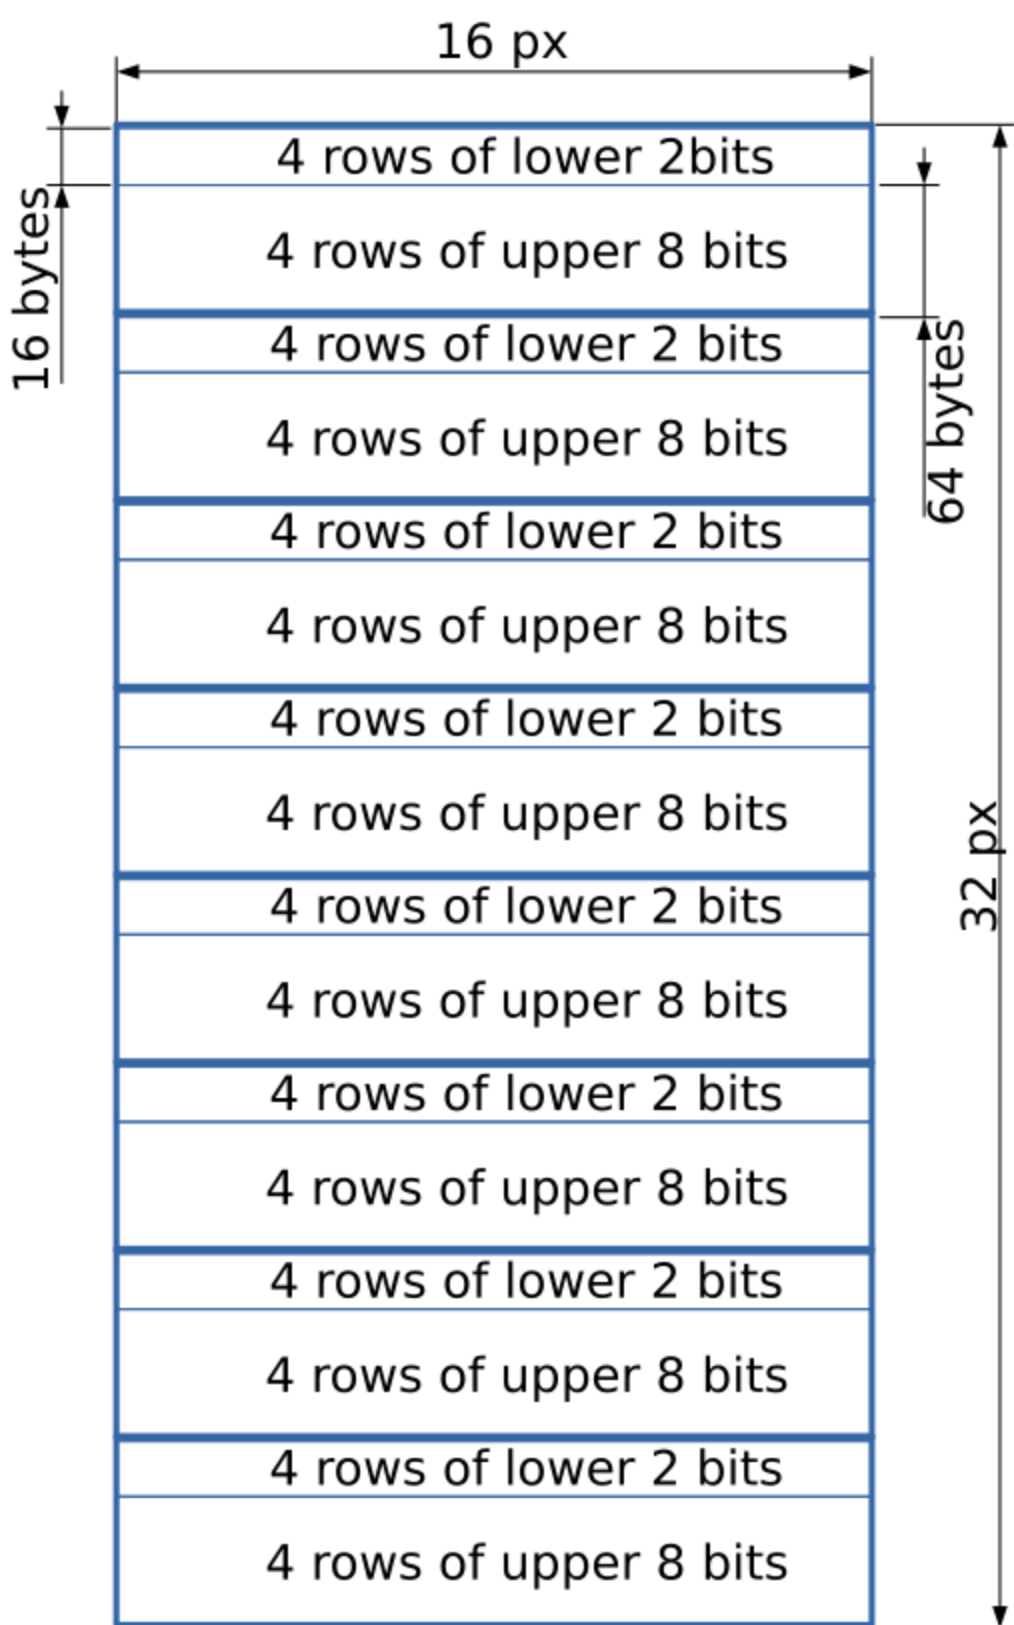 16 px
4 rows of lower 2bits
16 bytes
4 rows of upper 8 bits
64 bytes
4 rows of lower 2 bits
4 rows of upper 8 bits
4 rows of lower 2 bits
4 rows of upper 8 bits
4 rows of lower 2 bits
4 rows of upper 8 bits
32 px
4 rows of lower 2 bits
4 rows of upper 8 bits
4 rows of lower 2 bits
4 rows of upper 8 bits
4 rows of lower 2 bits
4 rows of upper 8 bits
4 rows of lower 2 bits
4 rows of upper 8 bits